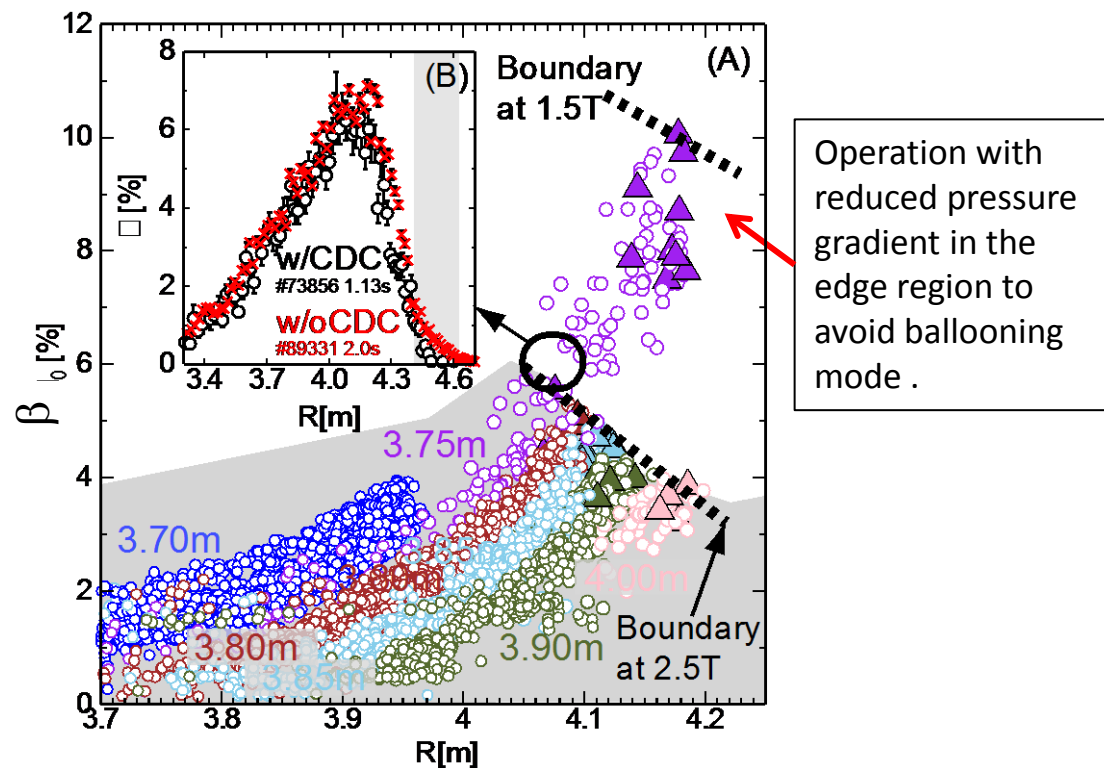 12
10
8
6
4
2
0
β ₀ [%]
3.7
3.8
3.9
4
4.1
4.2
R[m]
(A)
Boundary
at 1.5T
3.70m
3.75m
3.80m
3.85m
3.90m
4.00m
Boundary
at 2.5T
(B)
8
6
4
2
0
□ [%]
w/CDC
#73856 1.13s
w/oCDC
#89331 2.0s
3.4
3.7
4.0
4.3
4.6
R[m]
Operation with
reduced pressure
gradient in the
edge region to
avoid ballooning
mode .